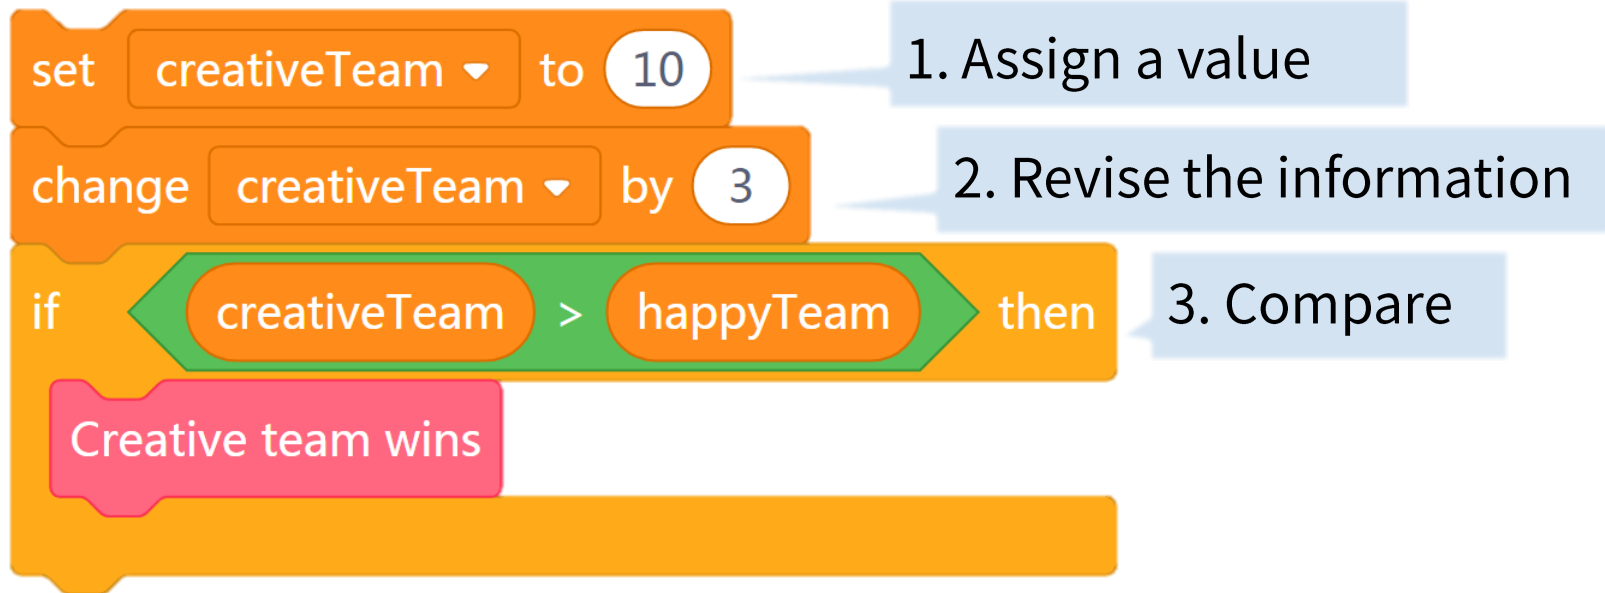 set creativeTeam to 10
1. Assign a value
change creativeTeam by 3
2. Revise the information
if creativeTeam > happyTeam then
3. Compare
Creative team wins